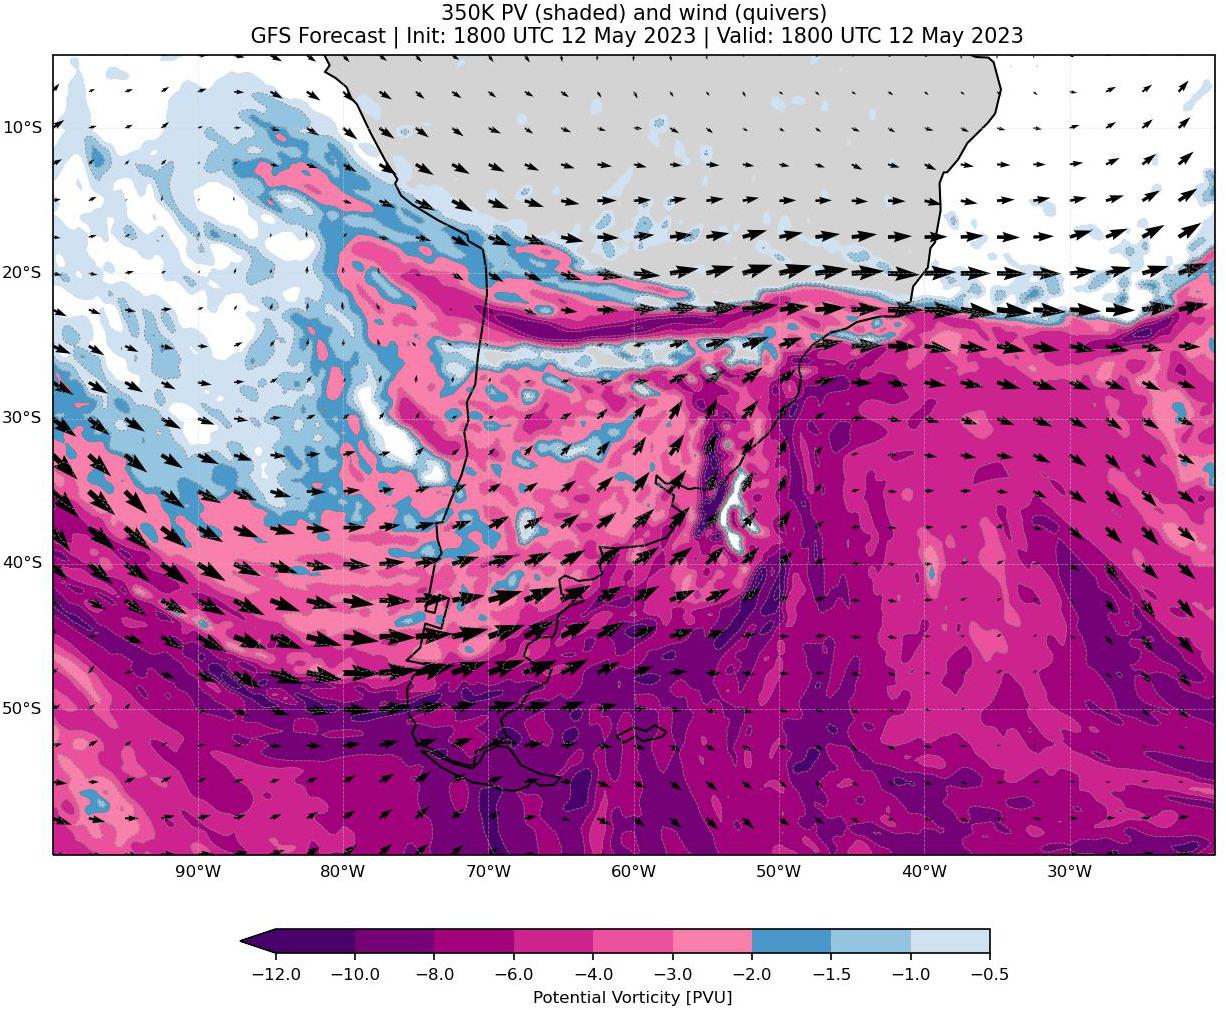 350K PV (shaded) and wind (quivers)
GFS Forecast | Init: 1800 UTC 12 May 2023 | Valid: 1800 UTC 12 May 2023
10°S
20°S
30°S
40°S
50°S
90°W 80°W 70°W 60°W 50°W 40°W 30°W
−12.0 −10.0 −8.0 −6.0 −4.0 −3.0 −2.0 −1.5 −1.0 −0.5
Potential Vorticity [PVU]